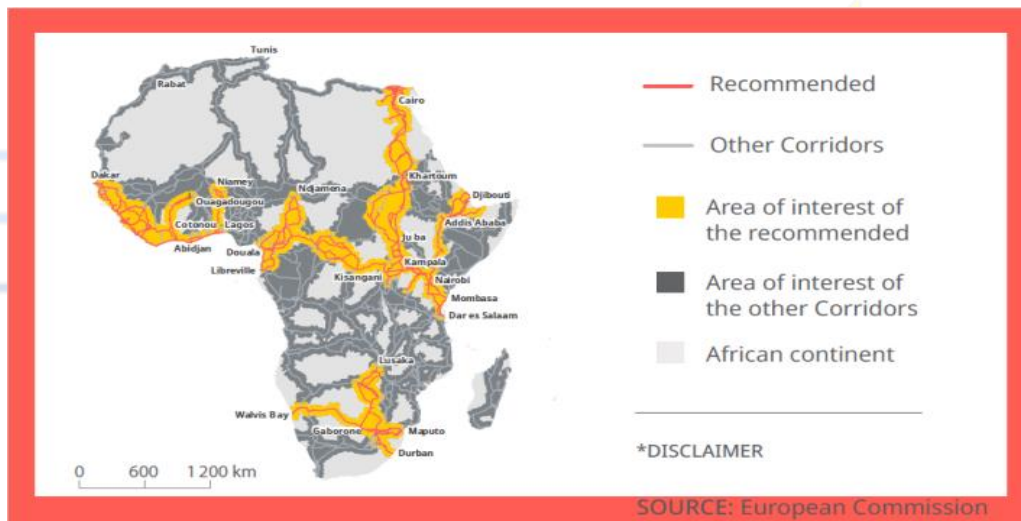 Tunis
Rabat
Cairo
Dakar
Niamey
Ndjamena
Khartoum
Djibouti
Ouagadougou
Cotonou
Lagos
Addis Ababa
Abidjan
Douala
Juba
Libreville
Kampala
Kisangani
Nairobi
Mombasa
Dar es Salaam
Lusaka
Walvis Bay
Gaborone
Maputo
Durban
0 600 1 200 km
Recommended
Other Corridors
Area of interest of
the recommended
Area of interest of
the other Corridors
African continent
*DISCLAIMER
SOURCE: European Commission